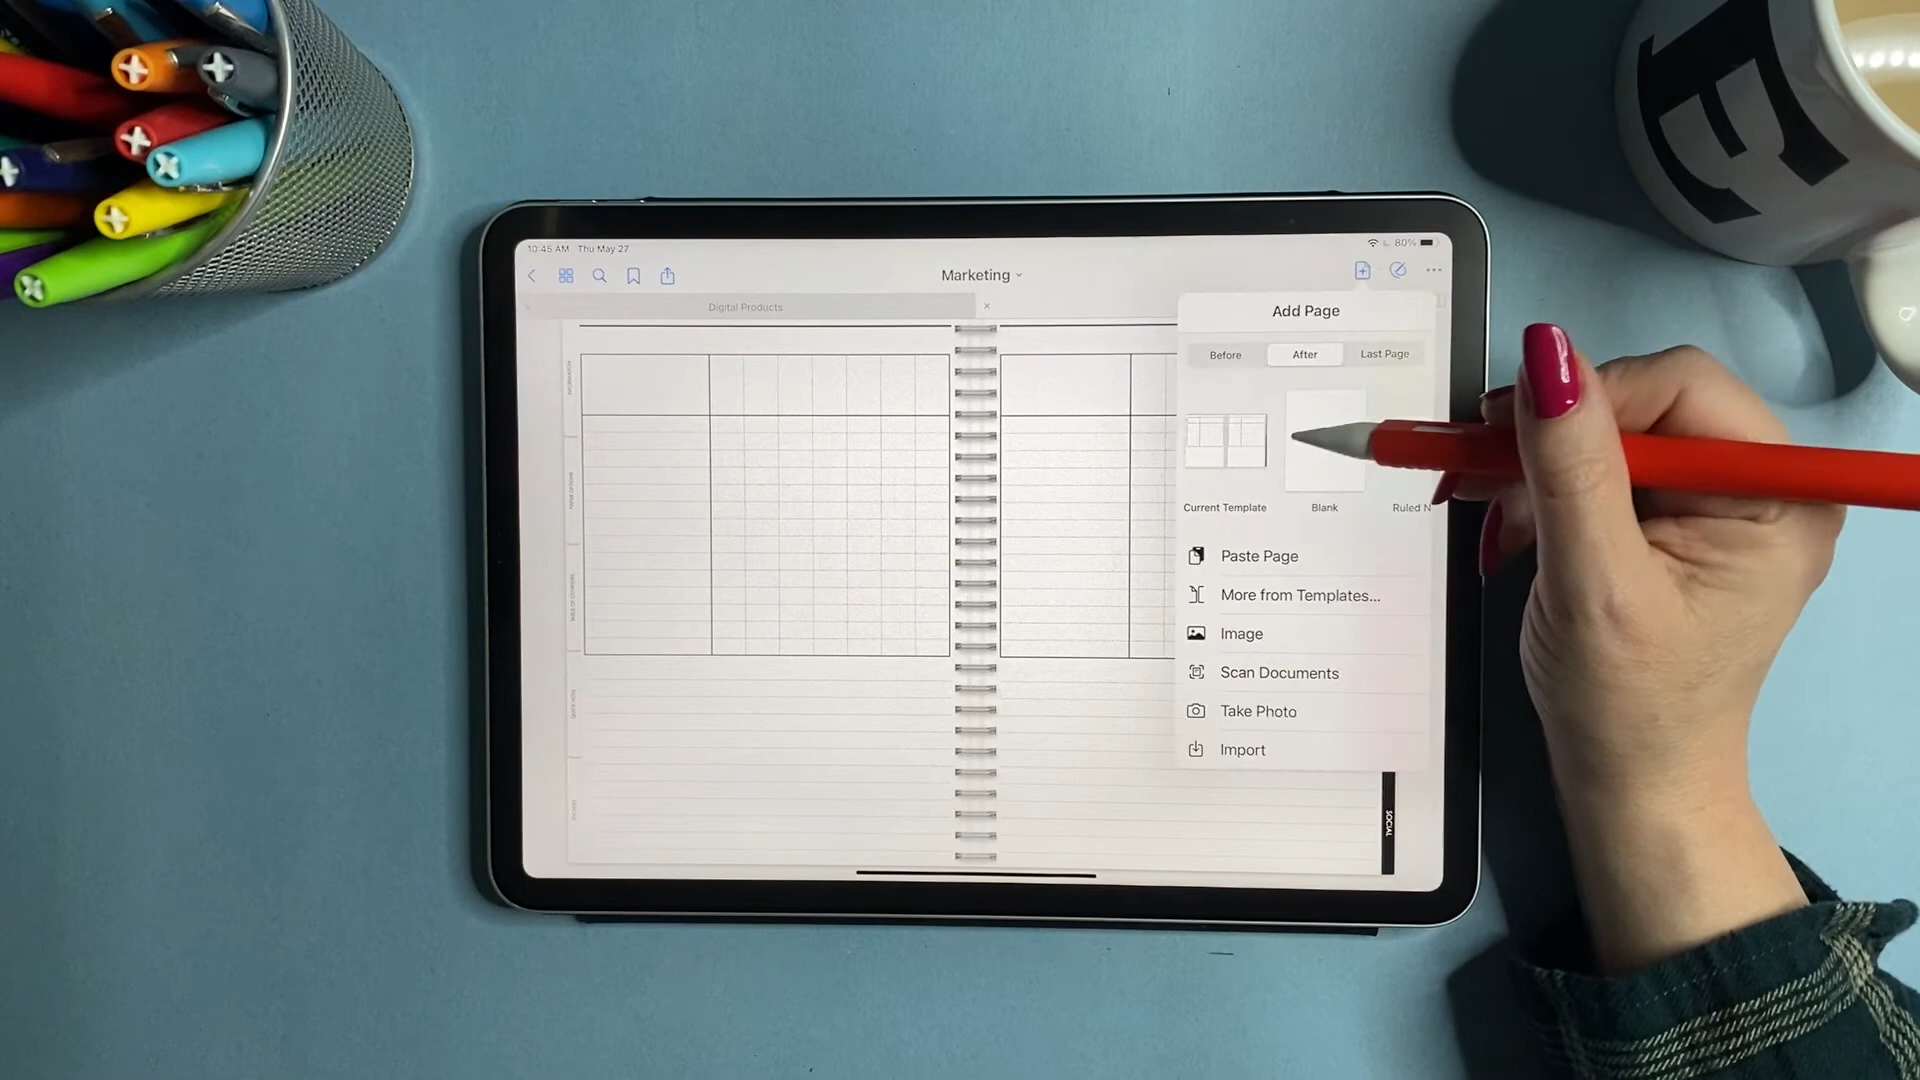 10:45 AM Thu May 27
80%
Marketing
Digital Products
Add Page
Before
After
Last Page
Current Template
Blank
Ruled N
Paste Page
More from Templates...
Image
Scan Documents
Take Photo
Import
SOCIAL
E